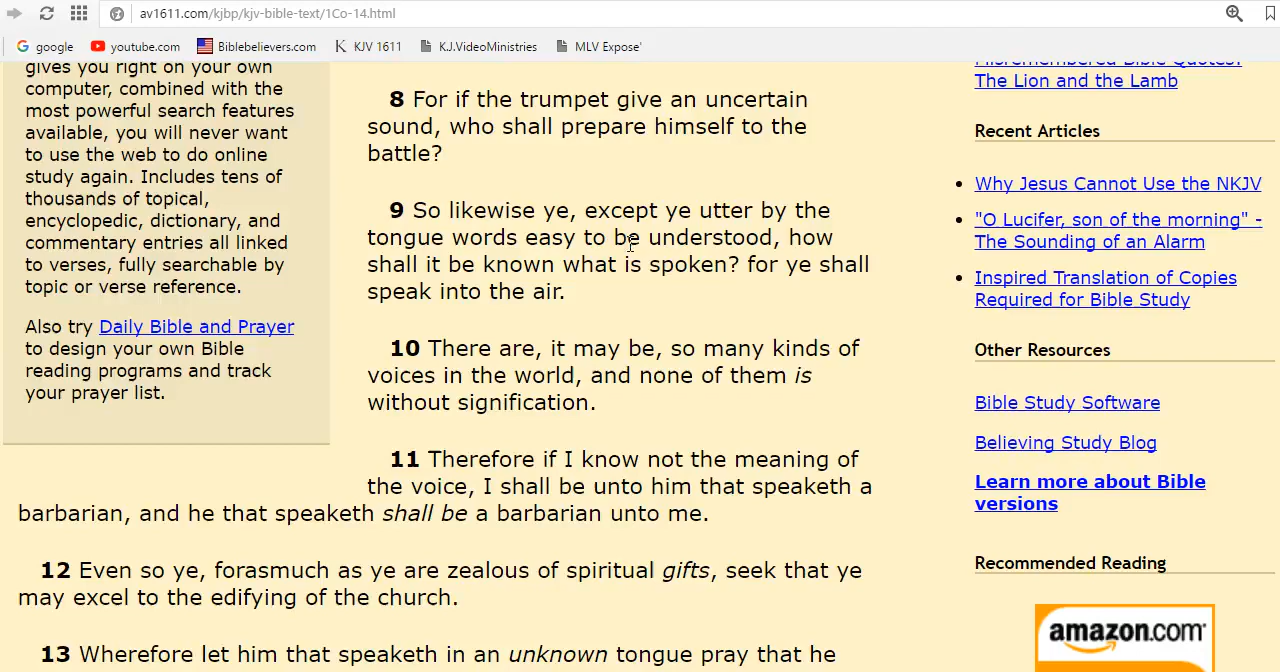 av1611.com/kjbp/kjv-bible-text/1Co-14.html
google youtube.com Biblebelievers.com KJV 1611 K.J.VideoMinistries MLV Expose'
gives you right on your own
computer, combined with the
most powerful search features
available, you will never want
to use the web to do online
study again. Includes tens of
thousands of topical,
encyclopedic, dictionary, and
commentary entries all linked
to verses, fully searchable by
topic or verse reference.
Also try Daily Bible and Prayer
to design your own Bible
reading programs and track
your prayer list.
8 For if the trumpet give an uncertain
sound, who shall prepare himself to the
battle?
9 So likewise ye, except ye utter by the
tongue words easy to be understood, how
shall it be known what is spoken? for ye shall
speak into the air.
10 There are, it may be, so many kinds of
voices in the world, and none of them is
without signification.
11 Therefore if I know not the meaning of
the voice, I shall be unto him that speaketh a
barbarian, and he that speaketh shall be a barbarian unto me.
12 Even so ye, forasmuch as ye are zealous of spiritual gifts, seek that ye
may excel to the edifying of the church.
13 Wherefore let him that speaketh in an unknown tongue pray that he
Misremembered Bible Quotes:
The Lion and the Lamb
Recent Articles
Why Jesus Cannot Use the NKJV
"O Lucifer, son of the morning" -
The Sounding of an Alarm
Inspired Translation of Copies
Required for Bible Study
Other Resources
Bible Study Software
Believing Study Blog
Learn more about Bible
versions
Recommended Reading
amazon.com